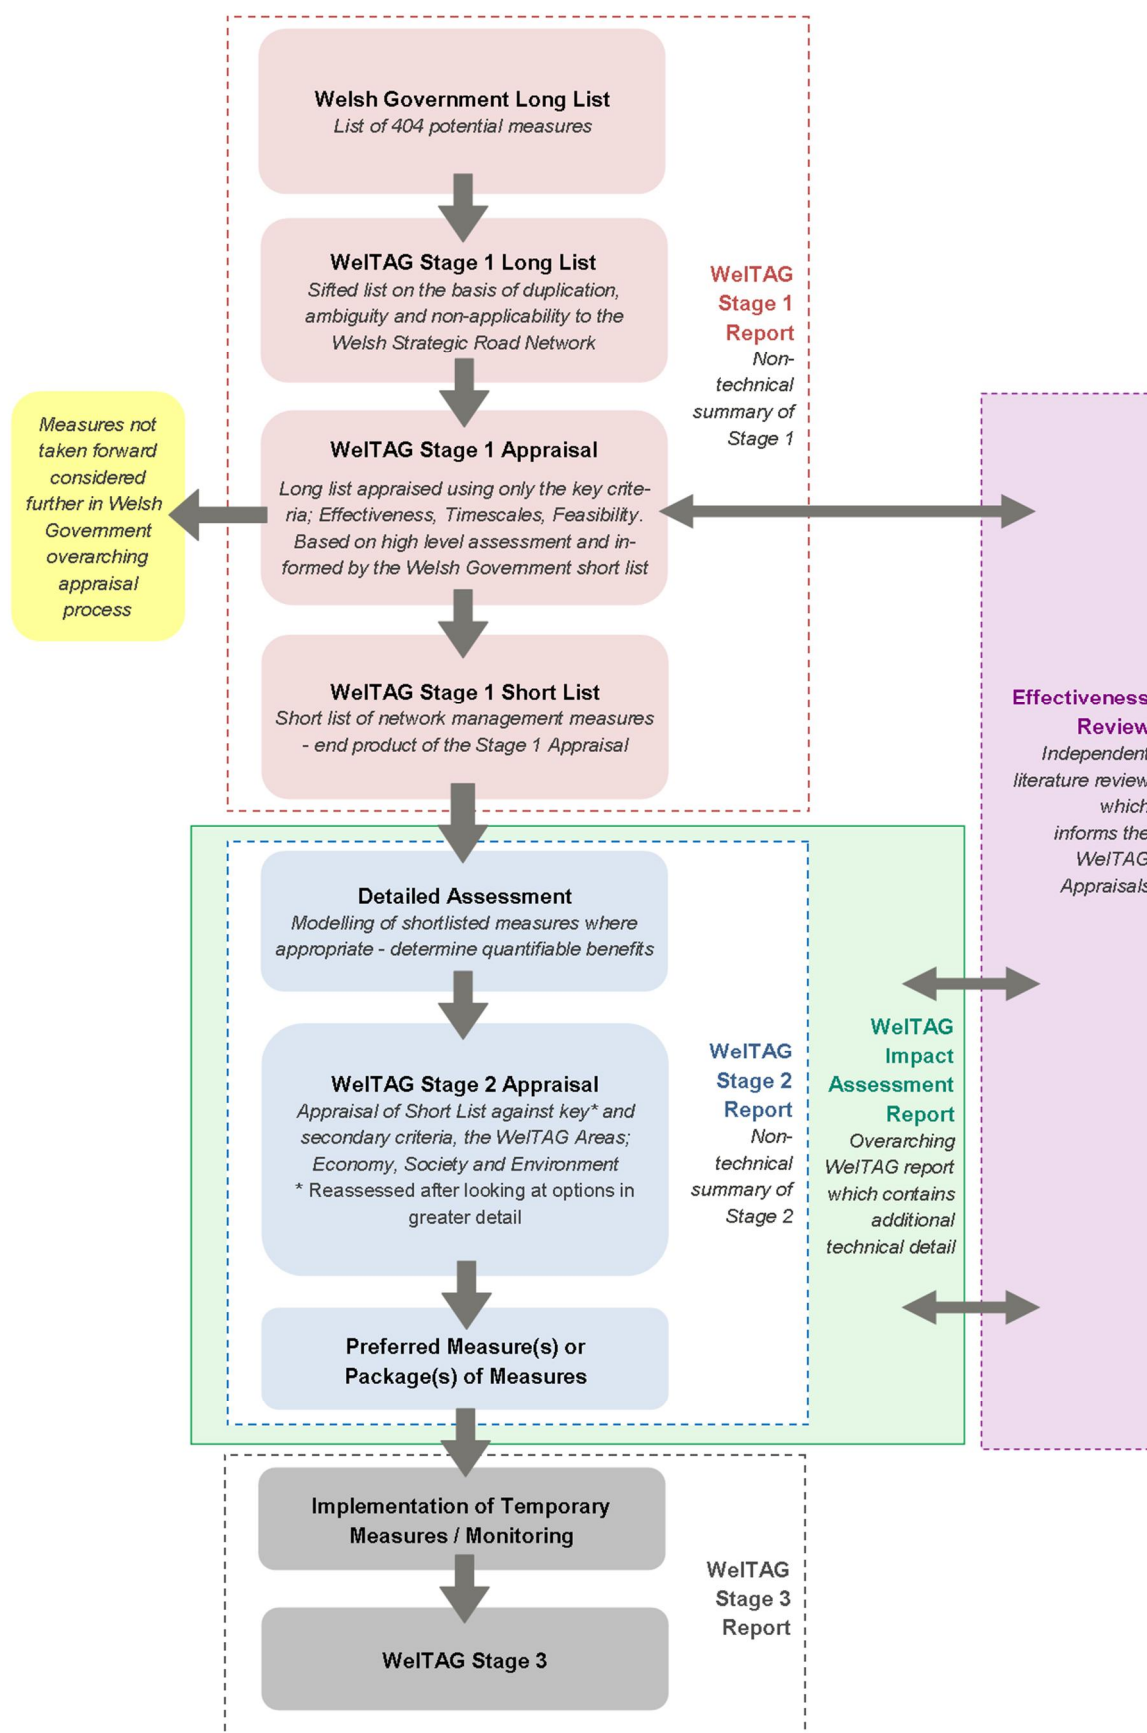 Welsh Government Long List
List of 404 potential measures
WelTAG Stage 1 Long List
Sifted list on the basis of duplication,
ambiguity and non-applicability to the
Welsh Strategic Road Network
WelTAG
Stage 1
Report
Non-
technical
summary of
Stage 1
Measures not
taken forward
considered
further in Welsh
Government
overarching
appraisal
process
WelTAG Stage 1 Appraisal
Long list appraised using only the key crite-
ria; Effectiveness, Timescales, Feasibility.
Based on high level assessment and in-
formed by the Welsh Government short list
WelTAG Stage 1 Short List
Short list of network management measures
- end product of the Stage 1 Appraisal
Effectiveness
Review
Independent
literature review
which
informs the
WelTAG
Appraisals
Detailed Assessment
Modelling of shortlisted measures where
appropriate - determine quantifiable benefits
WelTAG Stage 2 Appraisal
Appraisal of Short List against key* and
secondary criteria, the WelTAG Areas;
Economy, Society and Environment
* Reassessed after looking at options in
greater detail
WelTAG
Stage 2
Report
Non-
technical
summary of
Stage 2
WelTAG
Impact
Assessment
Report
Overarching
WelTAG report
which contains
additional
technical detail
Preferred Measure(s) or
Package(s) of Measures
Implementation of Temporary
Measures / Monitoring
WelTAG
Stage 3
Report
WelTAG Stage 3